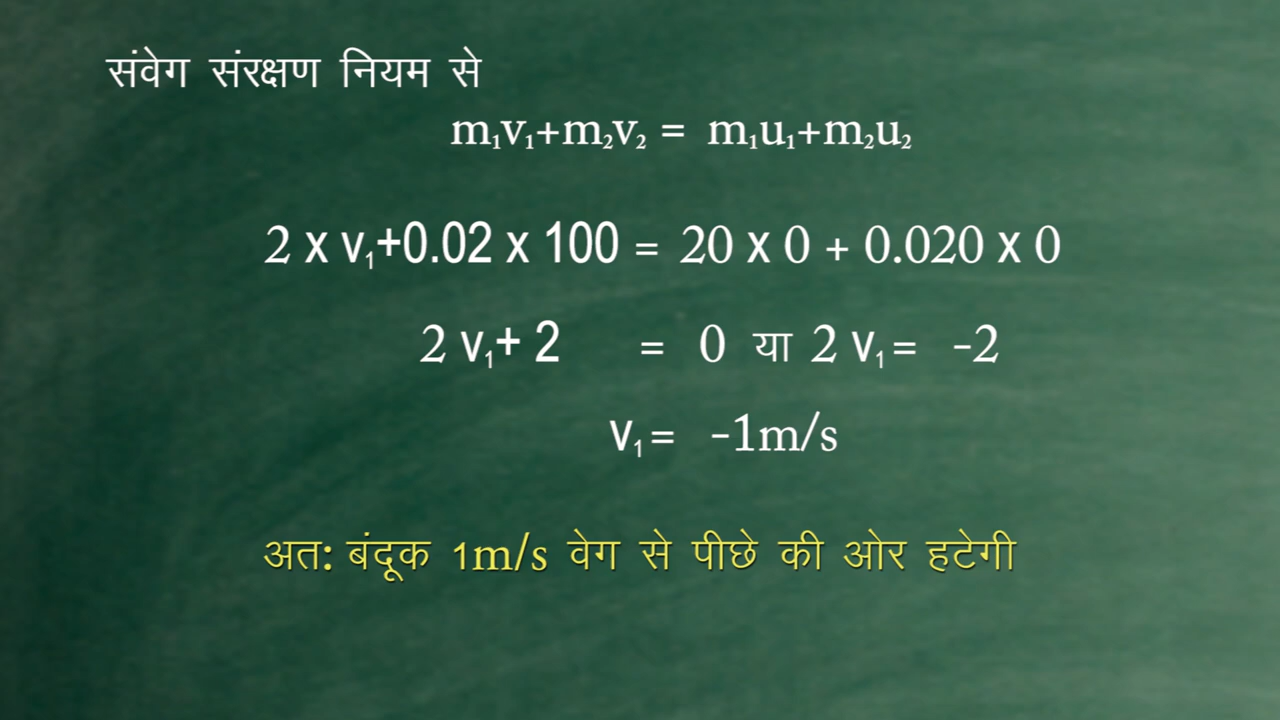 संवेग संरक्षण नियम से
m₁v₁+m₂v₂ = m₁u₁+m₂u₂
2 x v₁+0.02 x 100 = 20 x 0 + 0.020 x 0
2 v₁+ 2 = 0 या 2 v₁= -2
v₁= -1m/s
अत: बंदूक 1m/s वेग से पीछे की ओर हटेगी